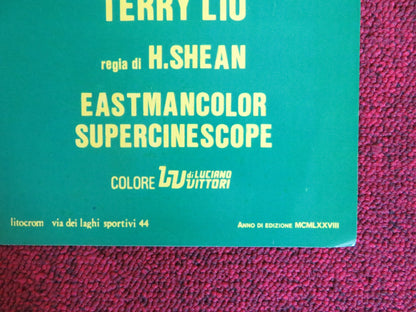 TERRY LIU
regia di H.SHEAN
EASTMANCOLOR
SUPERCINESCOPE
COLORE LV di LUCIANO
VITTORI
litocrom via dei laghi sportivi 44
ANNO DI EDIZIONE MCMLXXVIII